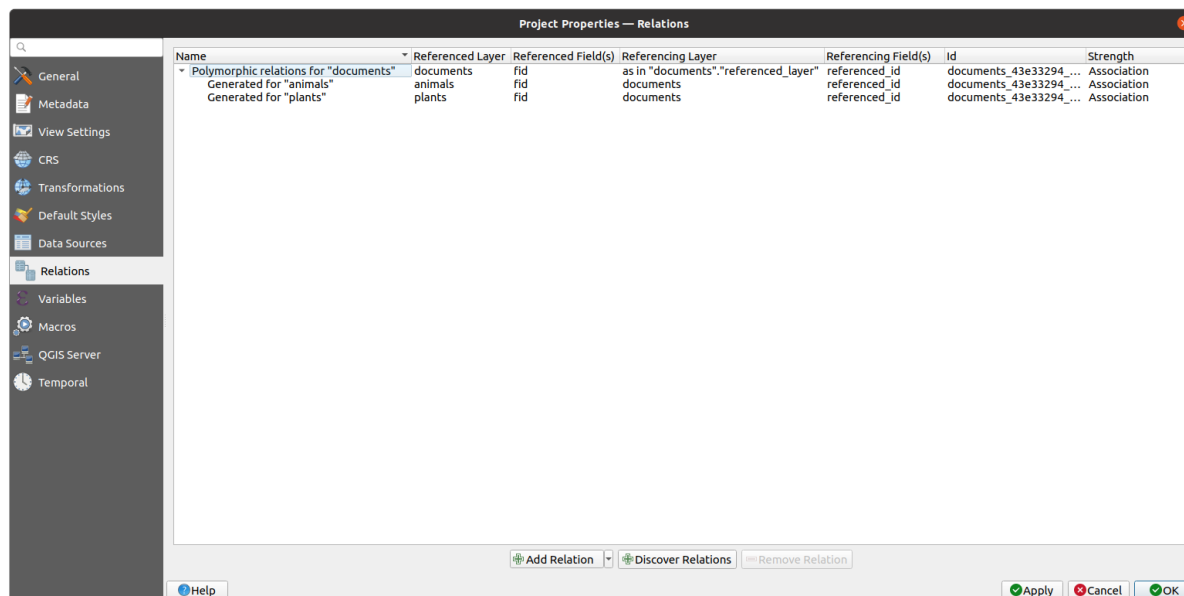 Project Properties — Relations
Name Referenced Layer Referenced Field(s) Referencing Layer Referencing Field(s) Id Strength
Polymorphic relations for "documents" documents fid as in "documents"."referenced_layer" referenced_id documents_43e33294_... Association
Generated for "animals" animals fid documents referenced_id documents_43e33294_... Association
Generated for "plants" plants fid documents referenced_id documents_43e33294_... Association
General
Metadata
View Settings
CRS
Transformations
Default Styles
Data Sources
Relations
Variables
Macros
QGIS Server
Temporal
Add Relation Discover Relations Remove Relation
Help Apply Cancel OK